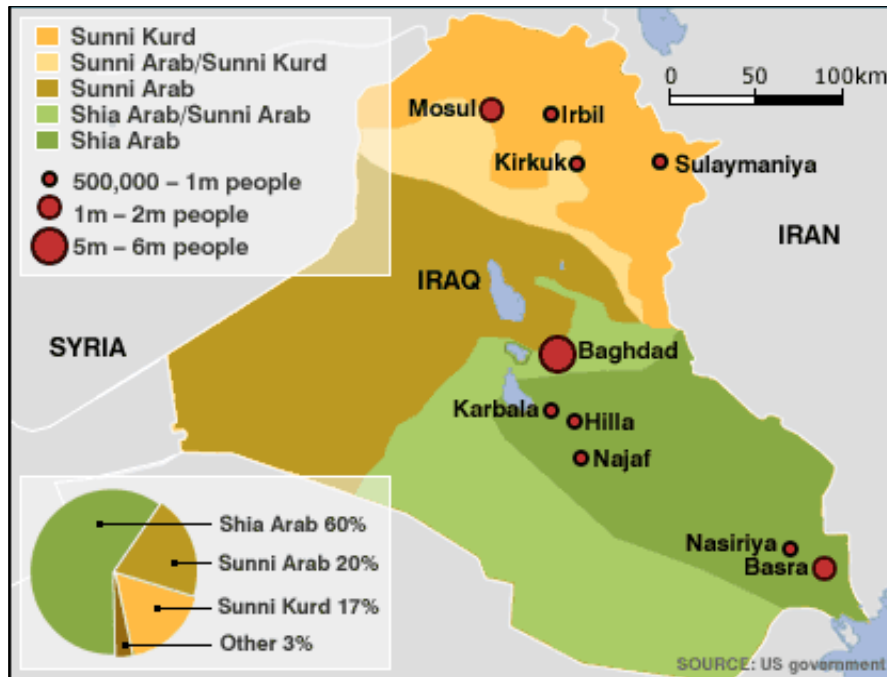 Sunni Kurd
Sunni Arab/Sunni Kurd
Sunni Arab
Shia Arab/Sunni Arab
Shia Arab
500,000 – 1m people
1m – 2m people
5m – 6m people
0 50 100km
Mosul
Irbil
Kirkuk
Sulaymaniya
IRAN
IRAQ
SYRIA
Baghdad
Karbala
Hilla
Najaf
Nasiriya
Basra
Shia Arab 60%
Sunni Arab 20%
Sunni Kurd 17%
Other 3%
SOURCE: US government